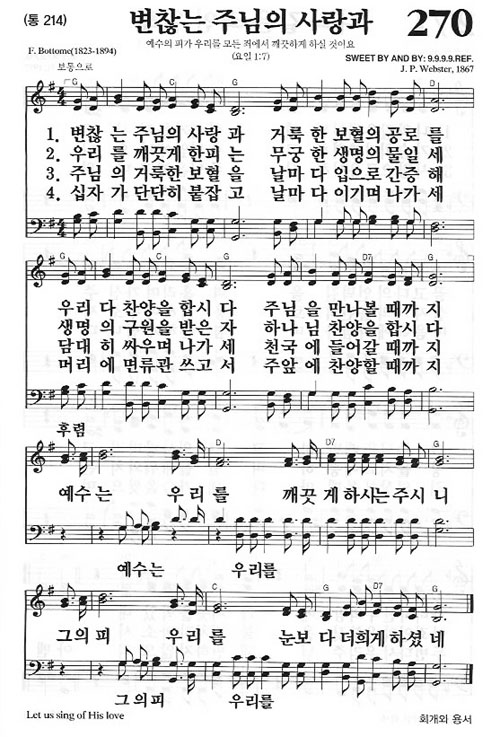 (통 214)
변찮는 주님의 사랑과
270
예수의 피가 우리를 모든 죄에서 깨끗하게 하실 것이요
(요일 1:7)
F. Bottome(1823-1894)
SWEET BY AND BY: 9.9.9.9.REF.
J. P. Webster, 1867
보통으로
G C G
1. 변찮 는 주님의 사랑 과 거룩 한 보혈의 공로 를
2. 우리 를 깨끗게 한피 는 무궁 한 생명의 물일 세
3. 주님 의 거룩한 보혈 을 날마 다 입으로 간증 해
4. 십자 가 단단히 붙잡 고 날마 다 이기며 나가 세
G C G D7 G
우리 다 찬양을 합시 다 주님 을 만나볼 때까 지
생명 의 구원을 받은 자 하나 님 찬양을 합시 다
담대 히 싸우며 나가 세 천국 에 들어갈 때까 지
머리 에 면류관 쓰고 서 주앞 에 찬양할 때까 지
후렴
G D G
예수는 우 리 를 깨끗 게 하시는 주시 니
예수는 우리를
G C G D7 G
그의 피 우 리 를 눈보 다 더희게 하셨 네
그의피 우리를
Let us sing of His love
회개와 용서